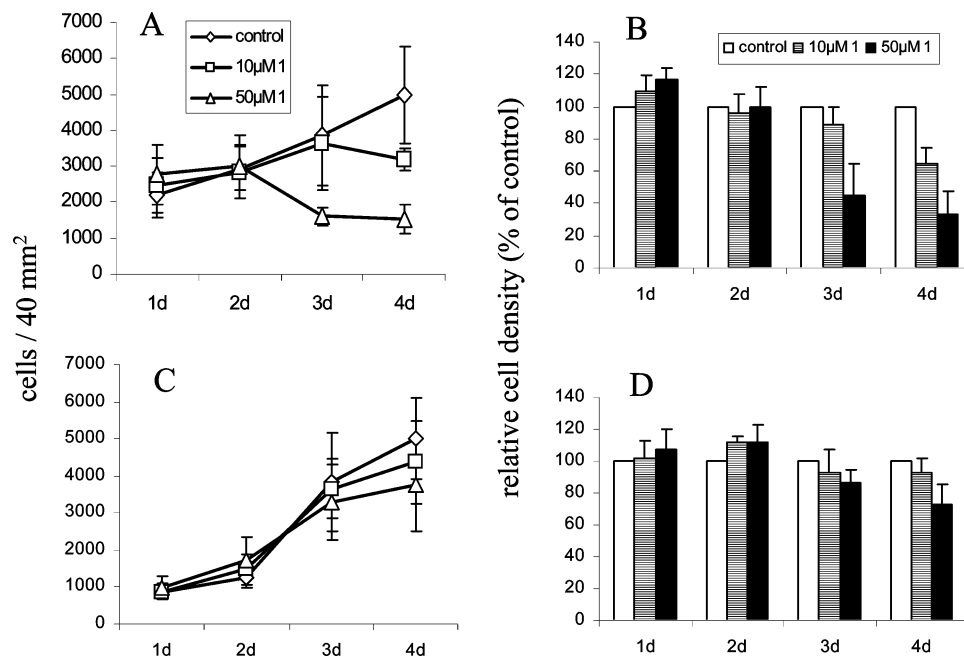 A
control
10µM 1
50µM 1
7000
6000
5000
4000
3000
2000
1000
0
1d 2d 3d 4d
B
control 10µM 1 50µM 1
140
120
100
80
60
40
20
0
1d 2d 3d 4d
cells / 40 mm²
relative cell density (% of control)
C
7000
6000
5000
4000
3000
2000
1000
0
1d 2d 3d 4d
D
140
120
100
80
60
40
20
0
1d 2d 3d 4d